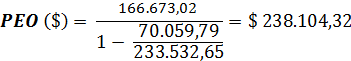 PEO ($) = 166.673,02 / (1 − 70.059,79 / 233.532,65) = $ 238.104,32